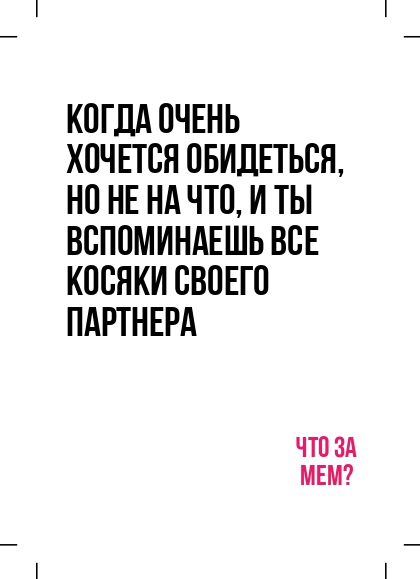 КОГДА ОЧЕНЬ
ХОЧЕТСЯ ОБИДЕТЬСЯ,
НО НЕ НА ЧТО, И ТЫ
ВСПОМИНАЕШЬ ВСЕ
КОСЯКИ СВОЕГО
ПАРТНЕРА
ЧТО ЗА
МЕМ?